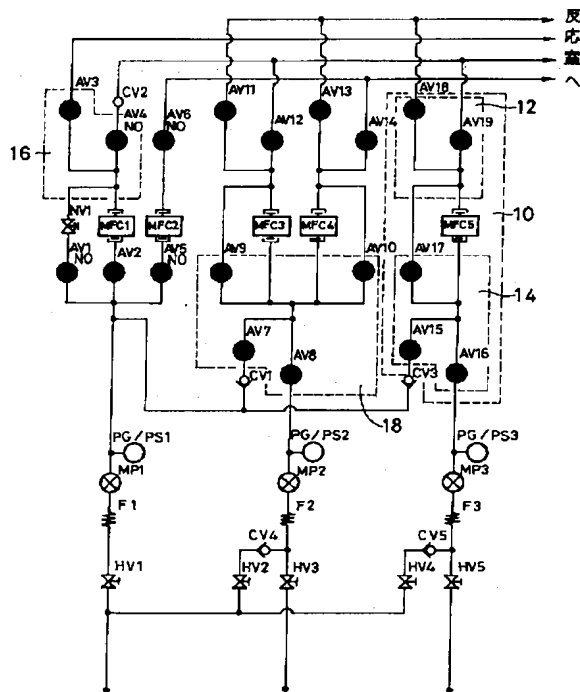 反
応
室
へ
AV3
CV2
AV4
NO
AV6
NO
AV11
AV12
AV13
AV14
AV18
AV19
12
16
10
NV1
MFC1
MFC2
MFC3
MFC4
MFC5
AV1
NO
AV2
AV5
NO
AV9
AV10
AV17
14
AV7
AV8
AV15
AV16
CV1
CV3
18
PG/PS1
PG/PS2
PG/PS3
MP1
MP2
MP3
F1
F2
F3
CV4
CV5
HV1
HV2
HV3
HV4
HV5